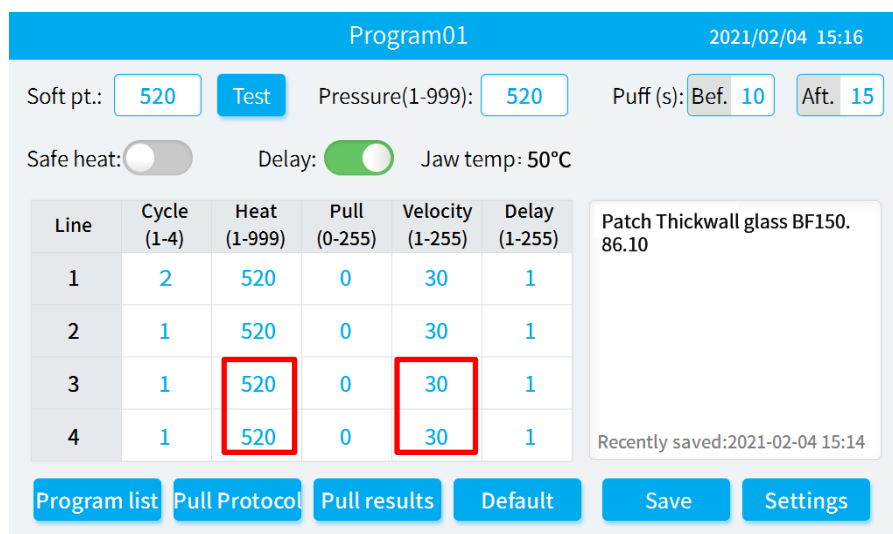 Program01 2021/02/04 15:16
Soft pt.: 520 Test Pressure(1-999): 520 Puff (s): Bef. 10 Aft. 15
Safe heat: Delay: Jaw temp: 50°C
Line Cycle (1-4) Heat (1-999) Pull (0-255) Velocity (1-255) Delay (1-255)
1 2 520 0 30 1
2 1 520 0 30 1
3 1 520 0 30 1
4 1 520 0 30 1
Patch Thickwall glass BF150.
86.10
Recently saved:2021-02-04 15:14
Program list Pull Protocol Pull results Default Save Settings